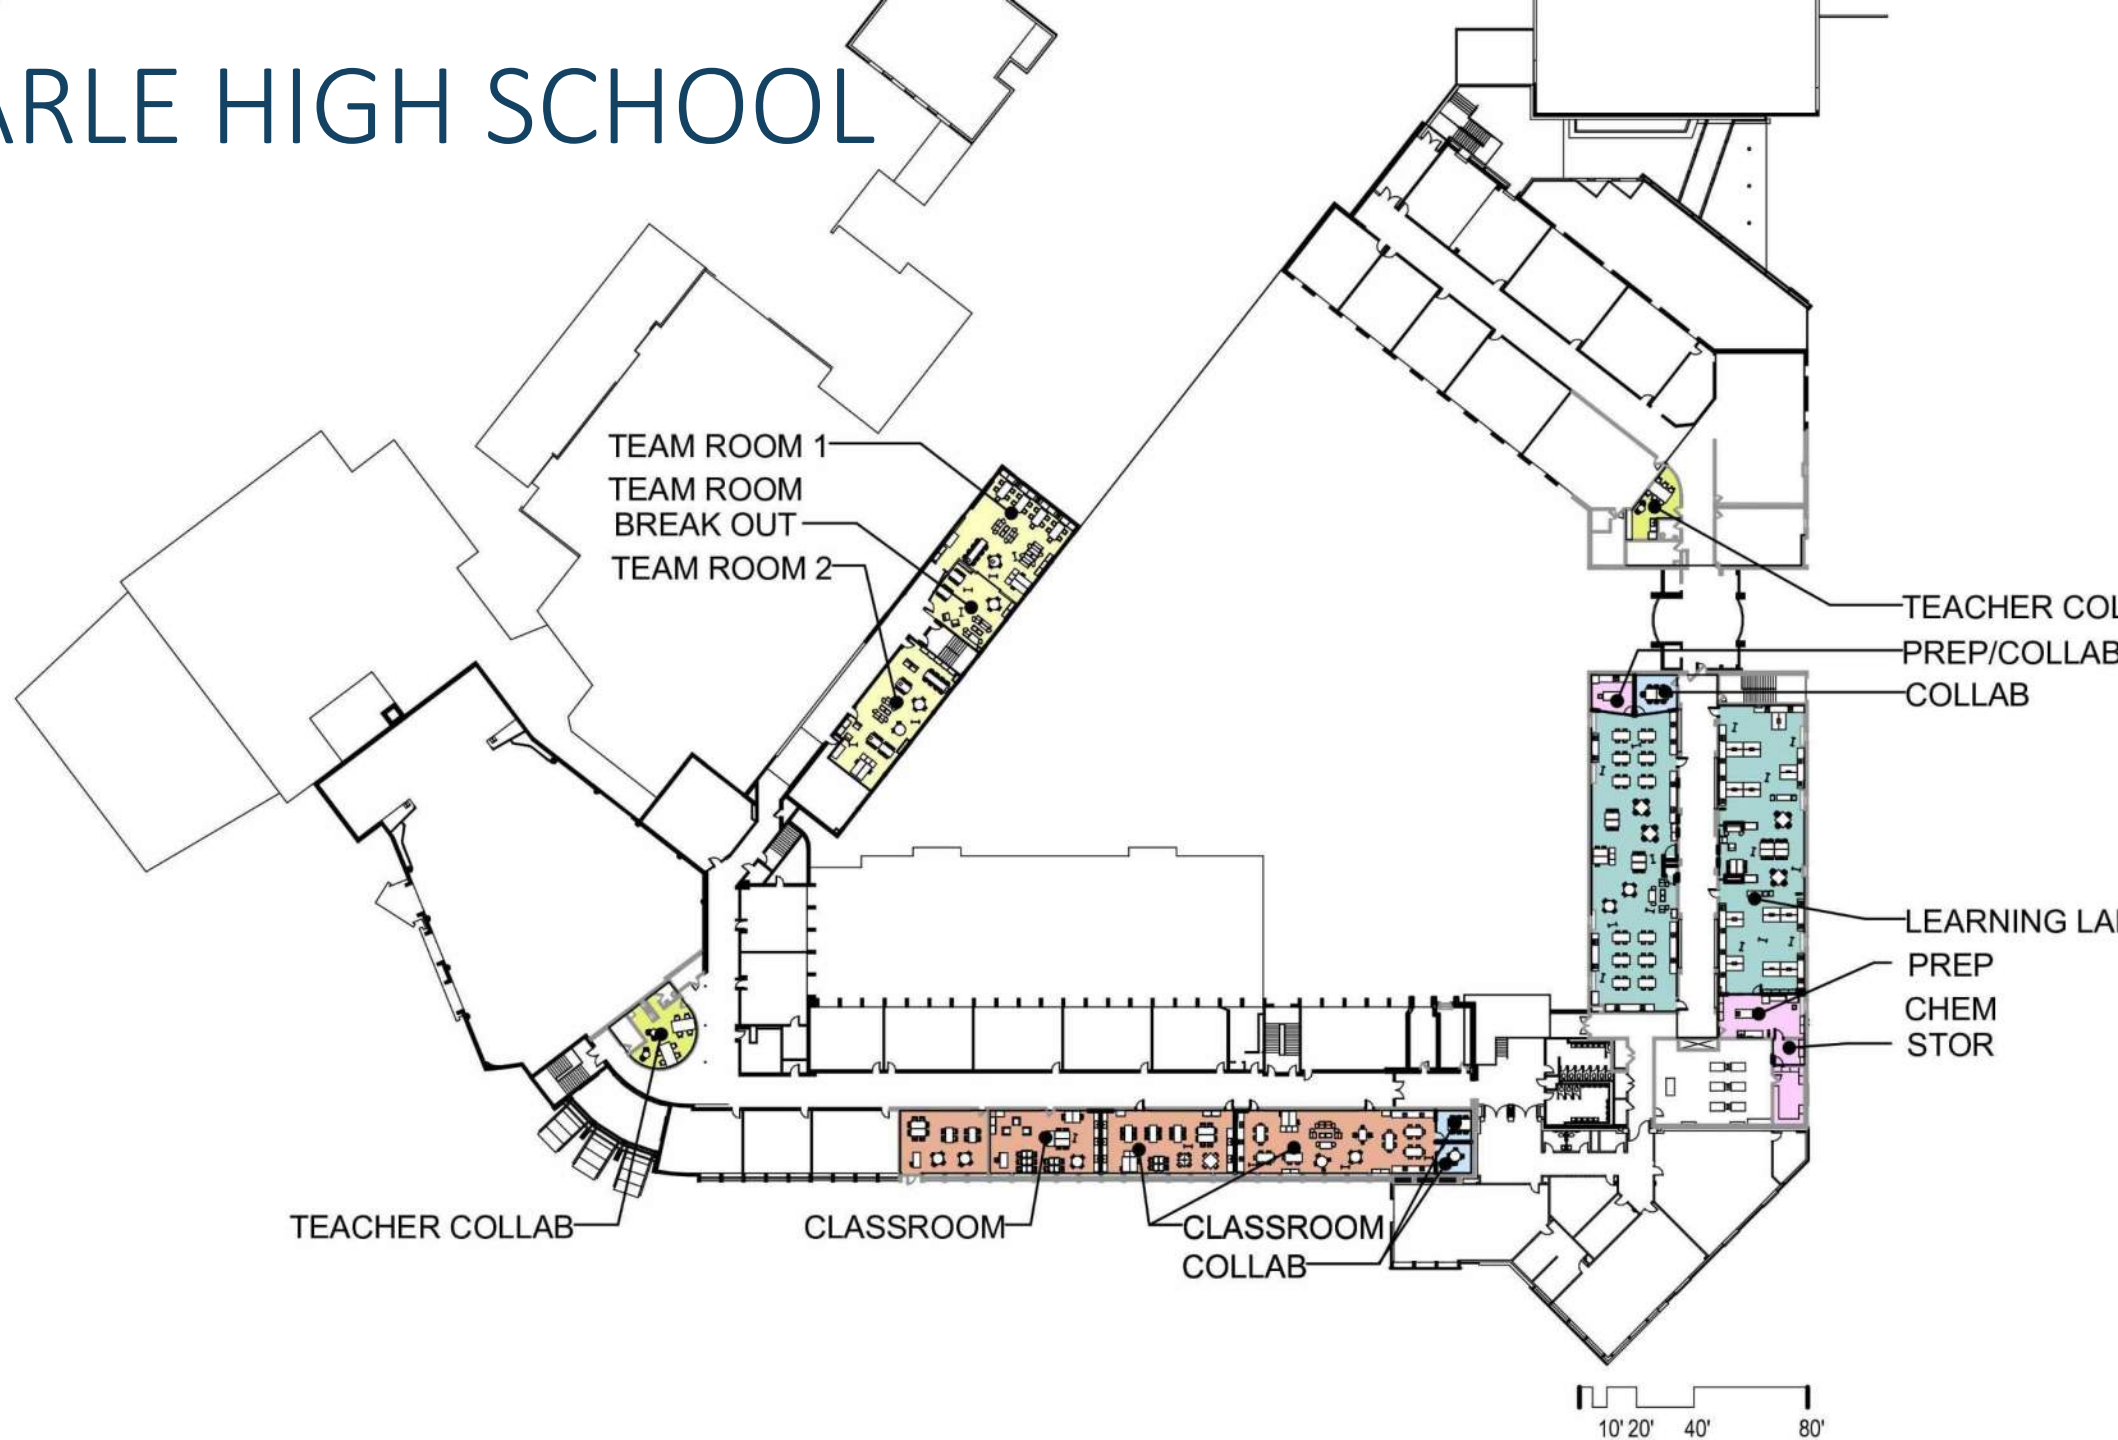 ARLE HIGH SCHOOL
TEAM ROOM 1
TEAM ROOM
BREAK OUT
TEAM ROOM 2
TEACHER COL
PREP/COLLAB
COLLAB
LEARNING LA
PREP
CHEM
STOR
TEACHER COLLAB
CLASSROOM
CLASSROOM
COLLAB
10' 20' 40' 80'